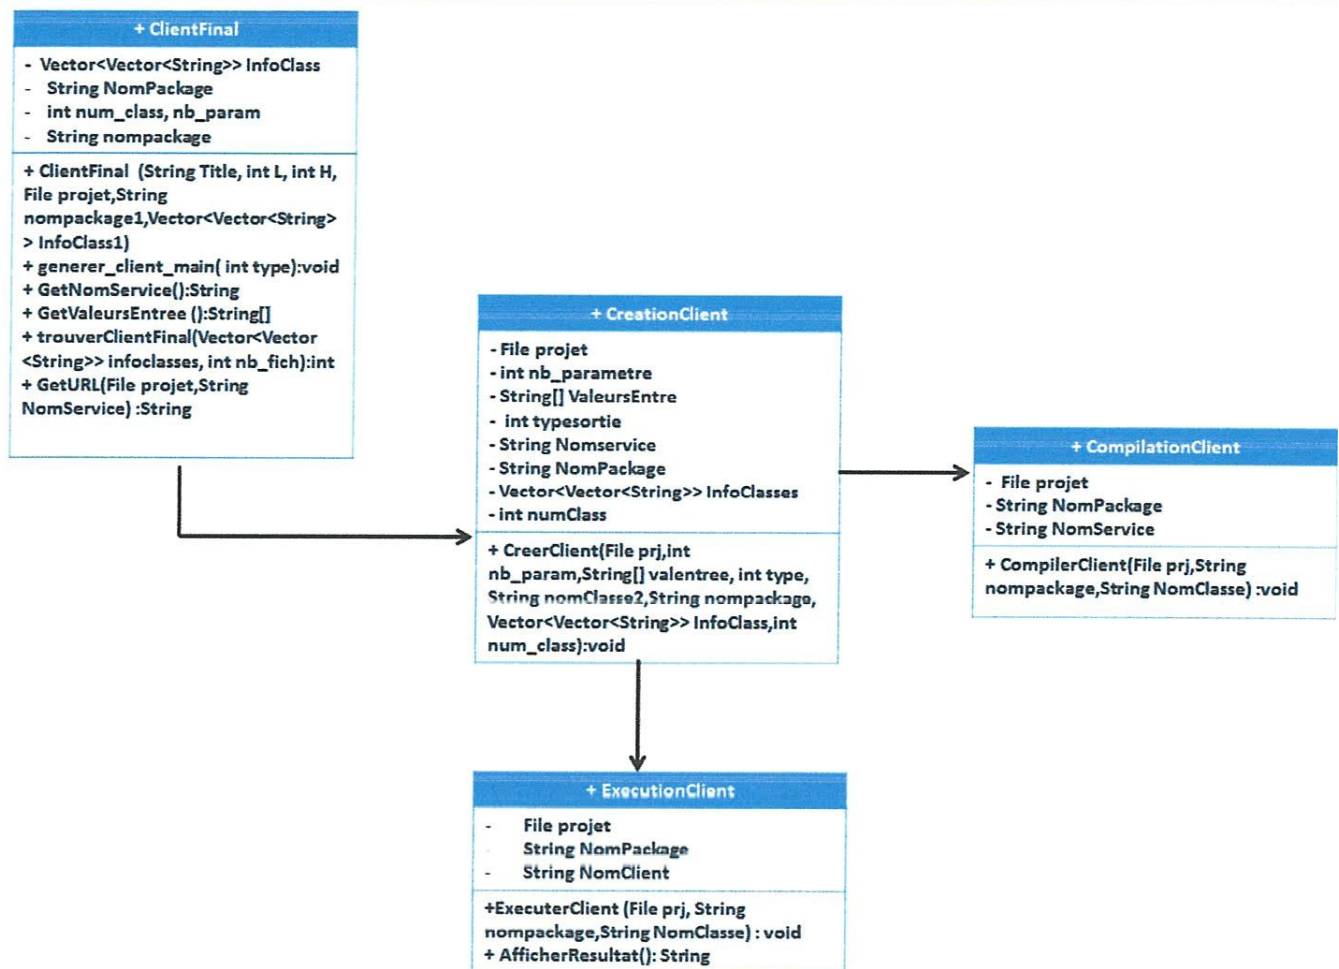 + ClientFinal
- Vector<Vector<String>> InfoClass
- String NomPackage
- int num_class, nb_param
- String nompackage
+ ClientFinal (String Title, int L, int H,
File projet,String
nompackage1,Vector<Vector<String>
> InfoClass1)
+ generer_client_main( int type):void
+ GetNomService():String
+ GetValeursEntree ():String[]
+ trouverClientFinal(Vector<Vector
<String>> infoclasses, int nb_fich):int
+ GetURL(File projet,String
NomService) :String
+ CreationClient
- File projet
- int nb_parametre
- String[] ValeursEntre
- int typesortie
- String Nomservice
- String NomPackage
- Vector<Vector<String>> InfoClasses
- int numClass
+ CreerClient(File prj,int
nb_param,String[] valentree, int type,
String nomClasse2,String nompackage,
Vector<Vector<String>> InfoClass,int
num_class):void
+ CompilationClient
- File projet
- String NomPackage
- String NomService
+ CompilerClient(File prj,String
nompackage,String NomClasse) :void
+ ExecutionClient
- File projet
- String NomPackage
- String NomClient
+ExecuterClient (File prj, String
nompackage,String NomClasse) : void
+ AfficherResultat(): String